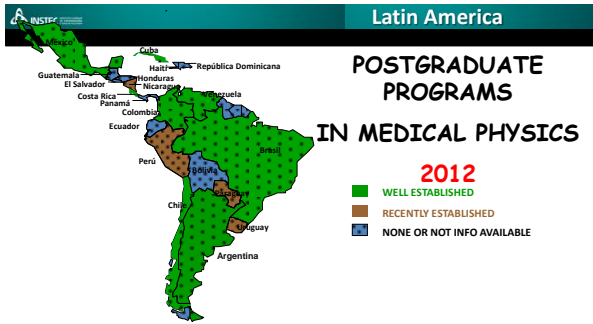 INSTEC
Latin America
México
Cuba
Haití
República Dominicana
Guatemala
Honduras
El Salvador
Nicaragua
Costa Rica
Panamá
Venezuela
Colombia
Ecuador
Brasil
Perú
Bolivia
Paraguay
Chile
Uruguay
Argentina
POSTGRADUATE
PROGRAMS
IN MEDICAL PHYSICS
2012
WELL ESTABLISHED
RECENTLY ESTABLISHED
NONE OR NOT INFO AVAILABLE